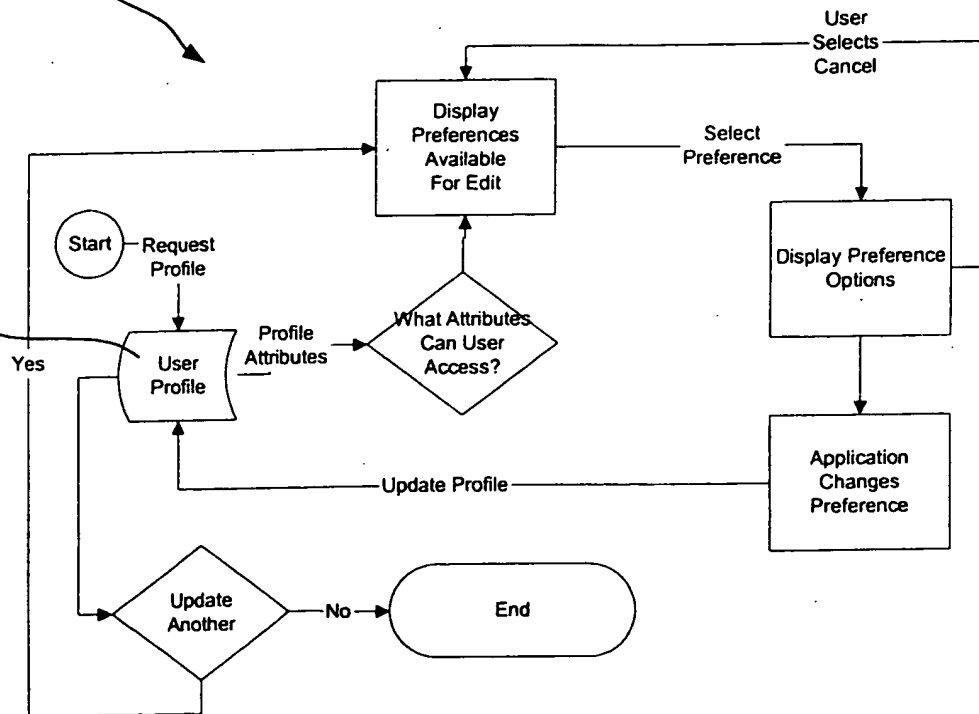 User
Selects
Cancel
Display
Preferences
Available
For Edit
Select
Preference
Start
Request
Profile
Display Preference
Options
What Attributes
Can User
Access?
Profile
Attributes
User
Profile
Yes
Application
Changes
Preference
Update Profile
Update
Another
No
End